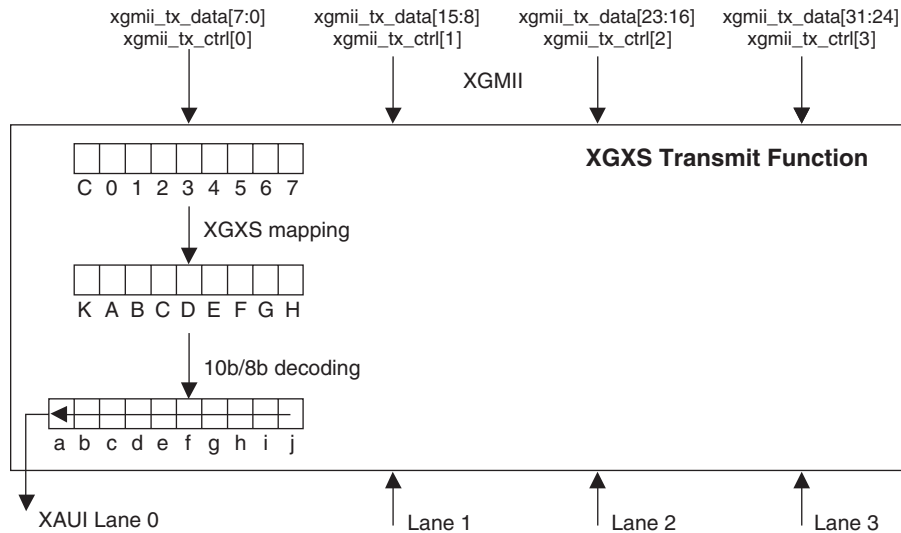 xgmii_tx_data[7:0] xgmii_tx_data[15:8] xgmii_tx_data[23:16] xgmii_tx_data[31:24]
xgmii_tx_ctrl[0] xgmii_tx_ctrl[1] xgmii_tx_ctrl[2] xgmii_tx_ctrl[3]
XGMII
XGXS Transmit Function
C 0 1 2 3 4 5 6 7
XGXS mapping
K A B C D E F G H
10b/8b decoding
a b c d e f g h i j
XAUI Lane 0 Lane 1 Lane 2 Lane 3